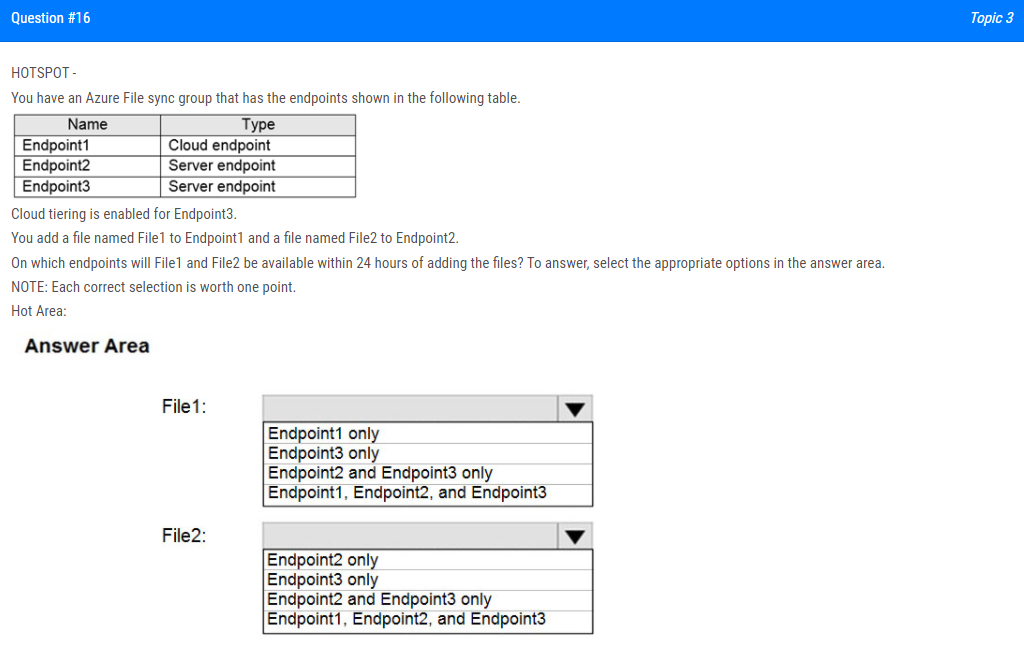 Question #16 Topic 3
HOTSPOT -
You have an Azure File sync group that has the endpoints shown in the following table.
Name Type
Endpoint1 Cloud endpoint
Endpoint2 Server endpoint
Endpoint3 Server endpoint
Cloud tiering is enabled for Endpoint3.
You add a file named File1 to Endpoint1 and a file named File2 to Endpoint2.
On which endpoints will File1 and File2 be available within 24 hours of adding the files? To answer, select the appropriate options in the answer area.
NOTE: Each correct selection is worth one point.
Hot Area:
Answer Area
File1:
Endpoint1 only
Endpoint3 only
Endpoint2 and Endpoint3 only
Endpoint1, Endpoint2, and Endpoint3
File2:
Endpoint2 only
Endpoint3 only
Endpoint2 and Endpoint3 only
Endpoint1, Endpoint2, and Endpoint3